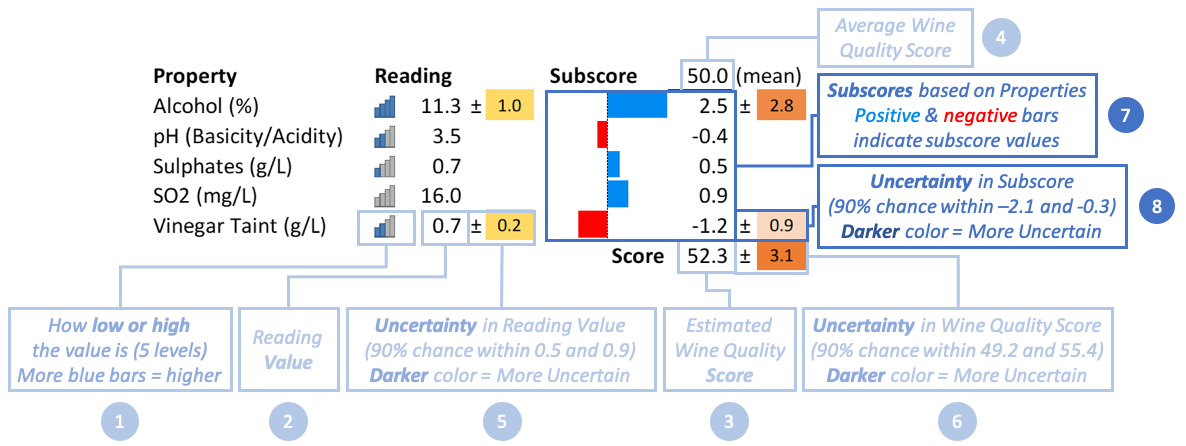 Average Wine
Quality Score
4
Property Reading Subscore 50.0 (mean)
Alcohol (%) 11.3 ± 1.0 2.5 ± 2.8
pH (Basicity/Acidity) 3.5 -0.4
Sulphates (g/L) 0.7 0.5
SO2 (mg/L) 16.0 0.9
Vinegar Taint (g/L) 0.7 ± 0.2 -1.2 ± 0.9
Score 52.3 ± 3.1
Subscores based on Properties
Positive & negative bars
indicate subscore values
7
Uncertainty in Subscore
(90% chance within –2.1 and -0.3)
Darker color = More Uncertain
8
How low or high
the value is (5 levels)
More blue bars = higher
1
Reading
Value
2
Uncertainty in Reading Value
(90% chance within 0.5 and 0.9)
Darker color = More Uncertain
5
Estimated
Wine Quality
Score
3
Uncertainty in Wine Quality Score
(90% chance within 49.2 and 55.4)
Darker color = More Uncertain
6